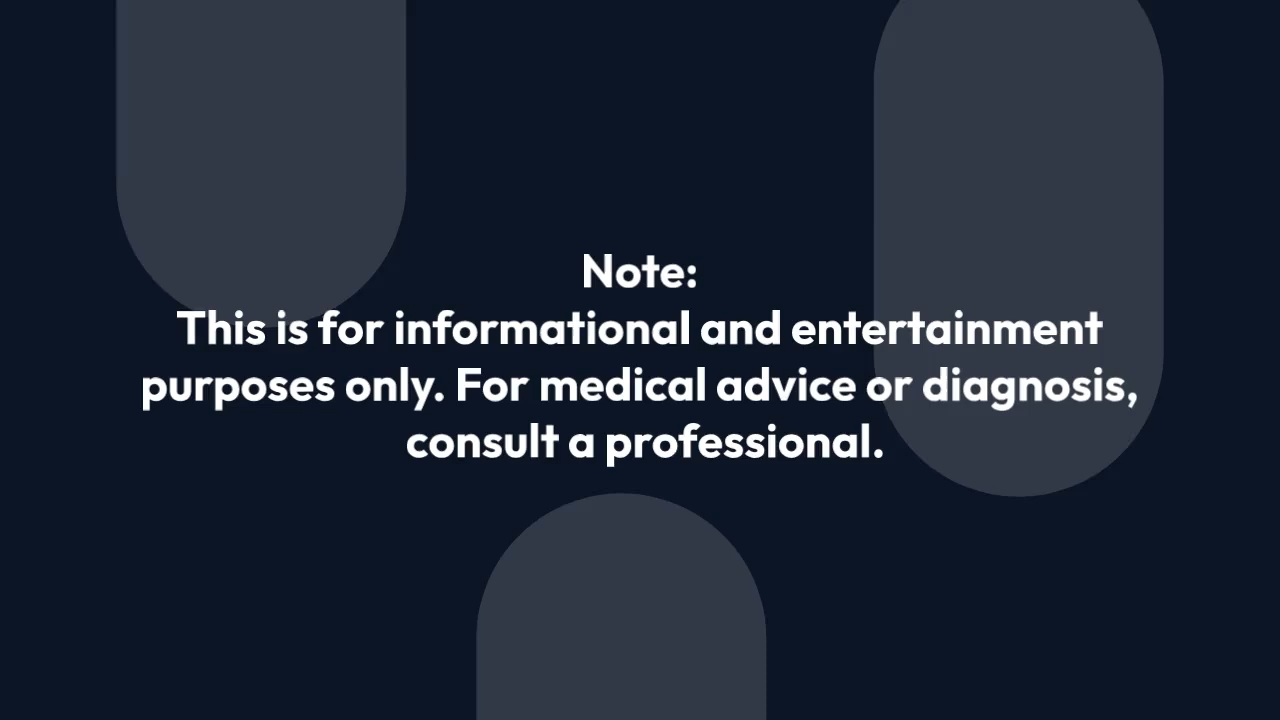 Note:
This is for informational and entertainment
purposes only. For medical advice or diagnosis,
consult a professional.